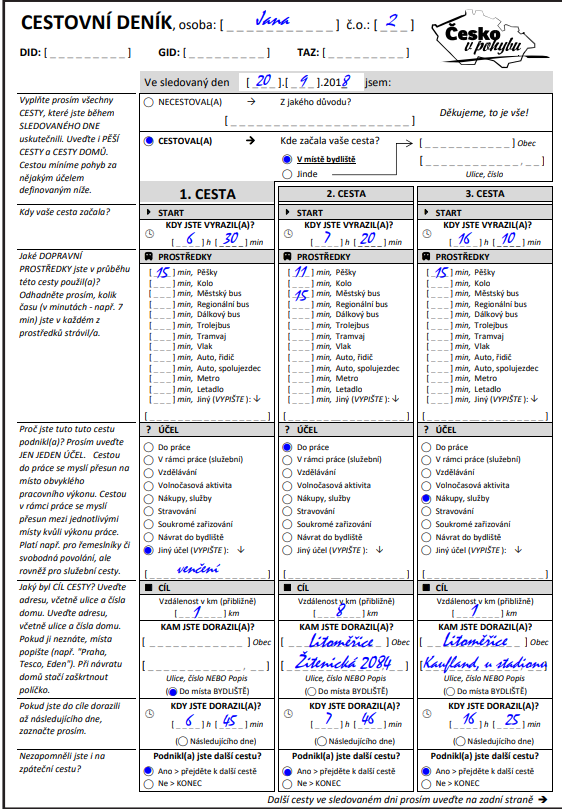 CESTOVNÍ DENÍK, osoba: [ Jana ] č.o.: [ 2 ]
Česko v pohybu
DID: [ ] GID: [ ] TAZ: [ ]
Ve sledovaný den [ 20 ].[ 9 ].2018 jsem:
Vyplňte prosím všechny
CESTY, které jste během
SLEDOVANÉHO DNE
uskutečnili. Uveďte i PĚŠÍ
CESTY a CESTY DOMŮ.
Cestou míníme pohyb za
nějakým účelem
definovaným níže.
NECESTOVAL(A) → Z jakého důvodu?
[ ]
Děkujeme, to je vše!
CESTOVAL(A) → Kde začala vaše cesta?
V místě bydliště
Jinde
[ ] Obec
[ , ]
Ulice, číslo
1. CESTA 2. CESTA 3. CESTA
Kdy vaše cesta začala?
START START START
KDY JSTE VYRAZIL(A)? KDY JSTE VYRAZIL(A)? KDY JSTE VYRAZIL(A)?
[ 6 ] h [ 30 ] min [ 7 ] h [ 20 ] min [ 16 ] h [ 10 ] min
Jaké DOPRAVNÍ
PROSTŘEDKY jste v průběhu
této cesty použil(a)?
Odhadněte prosím, kolik
času (v minutách - např. 7
min) jste v každém z
prostředků strávil/a.
PROSTŘEDKY PROSTŘEDKY PROSTŘEDKY
[ 15 ] min, Pěšky [ 11 ] min, Pěšky [ 15 ] min, Pěšky
[ ] min, Kolo [ ] min, Kolo [ ] min, Kolo
[ ] min, Městský bus [ 15 ] min, Městský bus [ ] min, Městský bus
[ ] min, Regionální bus [ ] min, Regionální bus [ ] min, Regionální bus
[ ] min, Dálkový bus [ ] min, Dálkový bus [ ] min, Dálkový bus
[ ] min, Trolejbus [ ] min, Trolejbus [ ] min, Trolejbus
[ ] min, Tramvaj [ ] min, Tramvaj [ ] min, Tramvaj
[ ] min, Vlak [ ] min, Vlak [ ] min, Vlak
[ ] min, Auto, řidič [ ] min, Auto, řidič [ ] min, Auto, řidič
[ ] min, Auto, spolujezdec [ ] min, Auto, spolujezdec [ ] min, Auto, spolujezdec
[ ] min, Metro [ ] min, Metro [ ] min, Metro
[ ] min, Letadlo [ ] min, Letadlo [ ] min, Letadlo
[ ] min, Jiný (VYPIŠTE): ↓ [ ] min, Jiný (VYPIŠTE): ↓ [ ] min, Jiný (VYPIŠTE): ↓
[ ] [ ] [ ]
Proč jste tuto tuto cestu
podnikl(a)? Prosím uveďte
JEN JEDEN ÚČEL. Cestou
do práce se myslí přesun na
místo obvyklého
pracovního výkonu. Cestou
v rámci práce se myslí
přesun mezi jednotlivými
místy kvůli výkonu práce.
Platí např. pro řemeslníky či
svobodná povolání, ale
rovněž pro služební cesty.
? ÚČEL ? ÚČEL ? ÚČEL
Do práce Do práce Do práce
V rámci práce (služební) V rámci práce (služební) V rámci práce (služební)
Vzdělávání Vzdělávání Vzdělávání
Volnočasová aktivita Volnočasová aktivita Volnočasová aktivita
Nákupy, služby Nákupy, služby Nákupy, služby
Stravování Stravování Stravování
Soukromé zařizování Soukromé zařizování Soukromé zařizování
Návrat do bydliště Návrat do bydliště Návrat do bydliště
Jiný účel (VYPIŠTE): ↓ Jiný účel (VYPIŠTE): ↓ Jiný účel (VYPIŠTE): ↓
[ venčení ] [ ] [ ]
Jaký byl CÍL CESTY? Uveďte
adresu, včetně ulice a čísla
domu. Uveďte adresu,
včetně ulice a čísla domu.
Pokud ji neznáte, místo
popište (např. "Praha,
Tesco, Eden"). Při návratu
domů stačí zaškrtnout
políčko.
CÍL CÍL CÍL
Vzdálenost v km (přibližně) Vzdálenost v km (přibližně) Vzdálenost v km (přibližně)
[ 1 ] km [ 8 ] km [ 1 ] km
KAM JSTE DORAZIL(A)? KAM JSTE DORAZIL(A)? KAM JSTE DORAZIL(A)?
[ ] Obec [ Litoměřice ] Obec [ Litoměřice ] Obec
[ , ] [ Žitenická 2084 ] [ Kaufland, u stadionu
Ulice, číslo NEBO Popis Ulice, číslo NEBO Popis Ulice, číslo NEBO Popis
( Do místa BYDLIŠTĚ) ( Do místa BYDLIŠTĚ) ( Do místa BYDLIŠTĚ)
Pokud jste do cíle dorazili
až následujícího dne,
zaznačte prosím.
KDY JSTE DORAZIL(A)? KDY JSTE DORAZIL(A)? KDY JSTE DORAZIL(A)?
[ 6 ] h [ 45 ] min [ 7 ] h [ 46 ] min [ 16 ] h [ 25 ] min
( Následujícího dne) ( Následujícího dne) ( Následujícího dne)
Nezapomněli jste i na
zpáteční cestu?
Podnikl(a) jste další cestu? Podnikl(a) jste další cestu? Podnikl(a) jste další cestu?
Ano > přejděte k další cestě Ano > přejděte k další cestě Ano > přejděte k další cestě
Ne > KONEC Ne > KONEC Ne > KONEC
Další cesty ve sledovaném dni prosím uveďte na zadní straně →